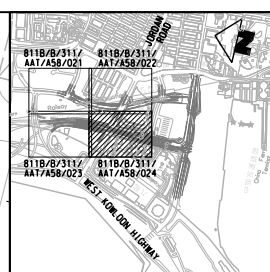 JORDAN
ROAD
811B/B/311/
AAT/A58/021
811B/B/311/
AAT/A58/022
N
811B/B/311/
AAT/A58/023
811B/B/311/
AAT/A58/024
WEST KOWLOON HIGHWAY